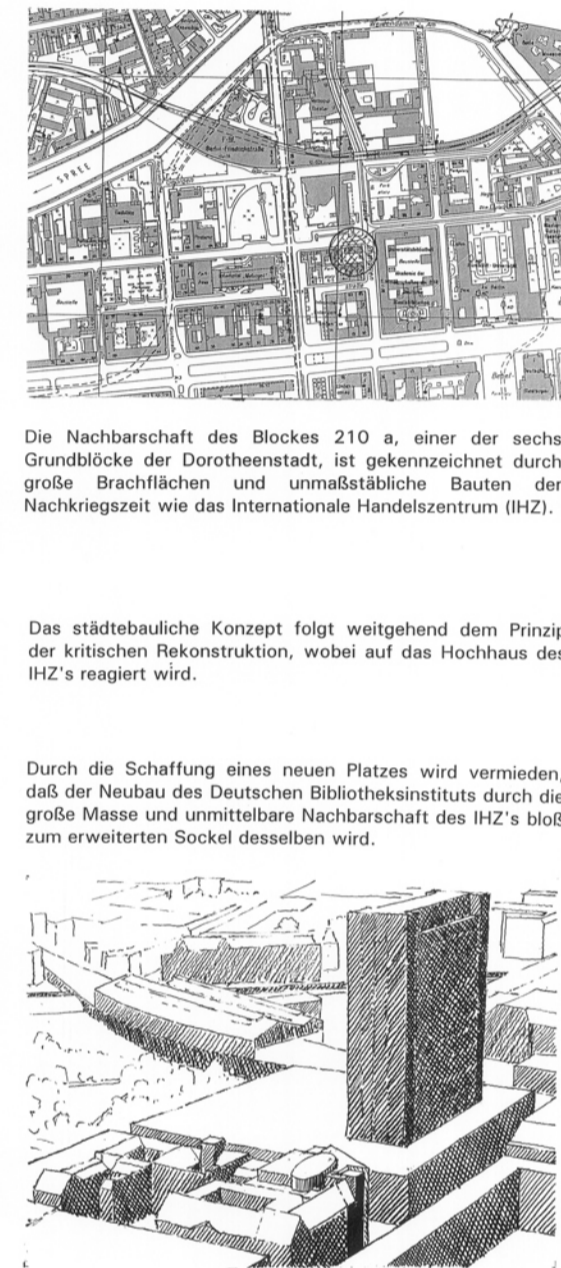 SPREE
Berlin-Friedrichstraße
Die Nachbarschaft des Blockes 210 a, einer der sechs
Grundblöcke der Dorotheenstadt, ist gekennzeichnet durch
große Brachflächen und unmaßstäbliche Bauten der
Nachkriegszeit wie das Internationale Handelszentrum (IHZ).
Das städtebauliche Konzept folgt weitgehend dem Prinzip
der kritischen Rekonstruktion, wobei auf das Hochhaus des
IHZ's reagiert wird.
Durch die Schaffung eines neuen Platzes wird vermieden,
daß der Neubau des Deutschen Bibliotheksinstituts durch die
große Masse und unmittelbare Nachbarschaft des IHZ's bloß
zum erweiterten Sockel desselben wird.